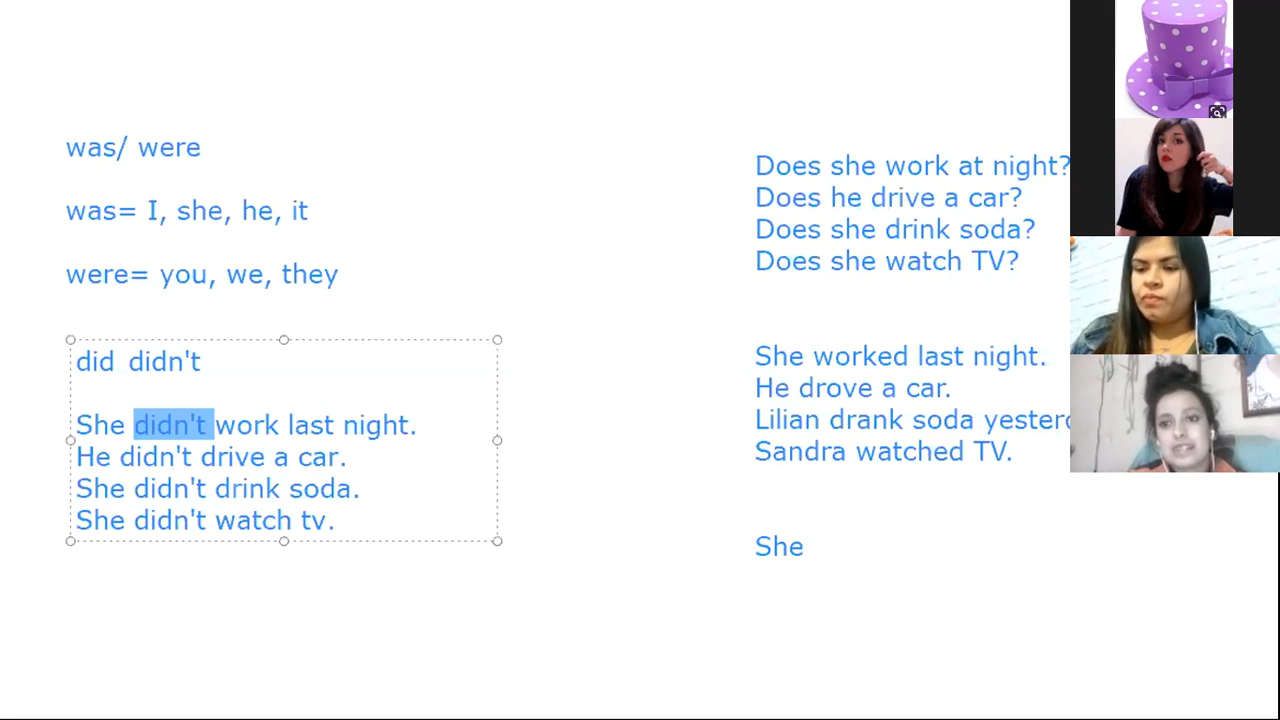 was/ were
was= I, she, he, it
were= you, we, they
did didn't
She didn't work last night.
He didn't drive a car.
She didn't drink soda.
She didn't watch tv.
Does she work at night?
Does he drive a car?
Does she drink soda?
Does she watch TV?
She worked last night.
He drove a car.
Lilian drank soda
Sandra watched TV.
She